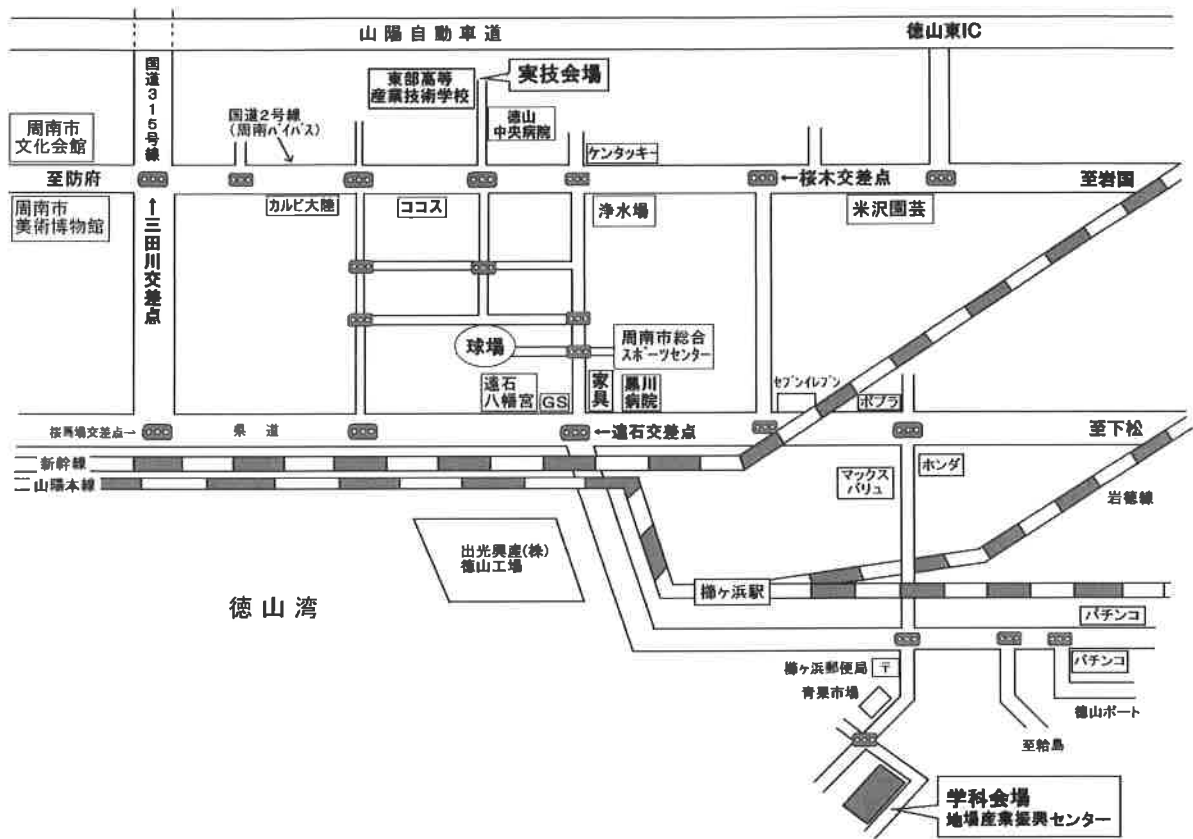 山陽自動車道
徳山東IC
国道315号線
東部高等
産業技術学校
実技会場
徳山
中央病院
国道2号線
(周南バイパス)
周南市
文化会館
ケンタッキー
至防府
←桜木交差点
至岩国
周南市
美術博物館
↑三田川交差点
カルビ大陸
ココス
浄水場
米沢園芸
球場
周南市総合
スポーツセンター
遠石
八幡宮
GS
家具
黒川
病院
セブンイレブン
ポプラ
桜馬場交差点→
県道
←遠石交差点
至下松
新幹線
山陽本線
マックス
バリュ
ホンダ
岩徳線
出光興産(株)
徳山工場
徳山湾
櫛ヶ浜駅
パチンコ
櫛ヶ浜郵便局
〒
パチンコ
青果市場
徳山ボート
至粭島
学科会場
地場産業振興センター